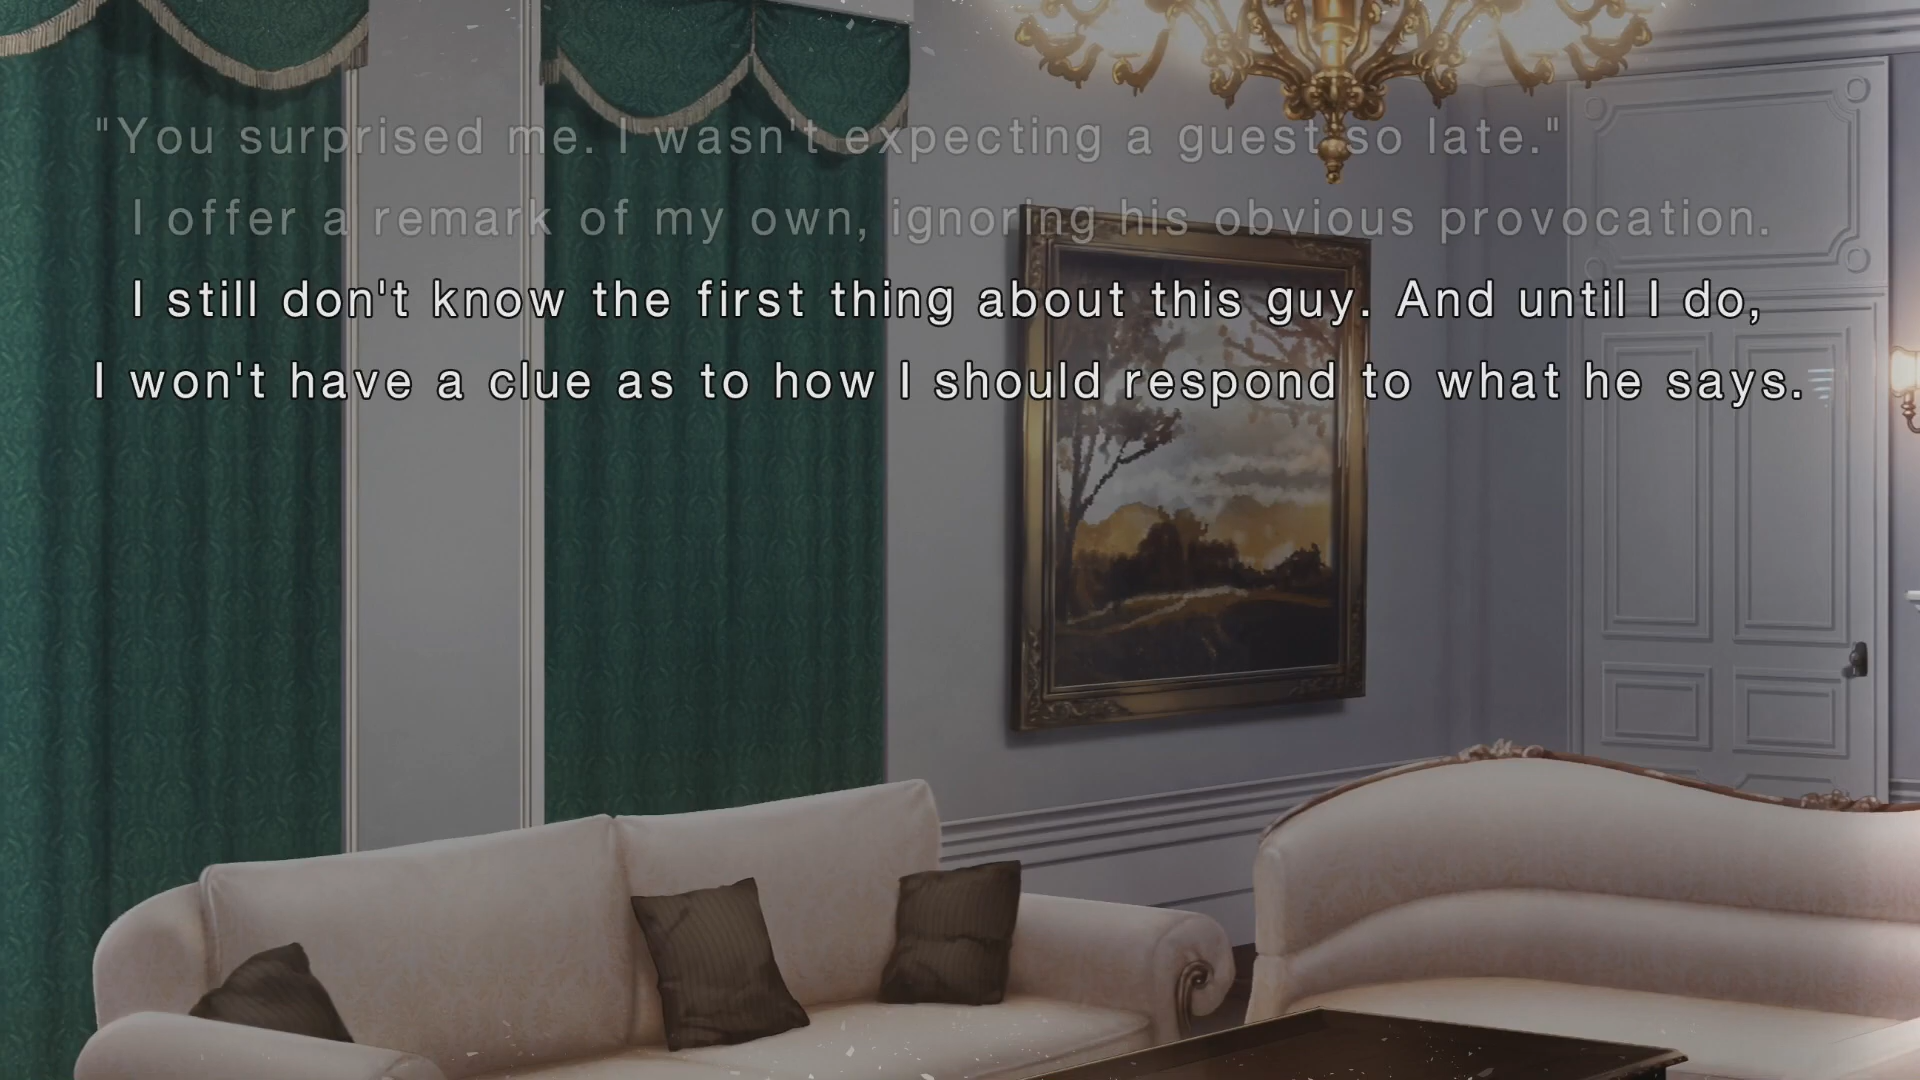 "You surprised me. I wasn't expecting a guest so late."
I offer a remark of my own, ignoring his obvious provocation.
I still don't know the first thing about this guy. And until I do,
I won't have a clue as to how I should respond to what he says.